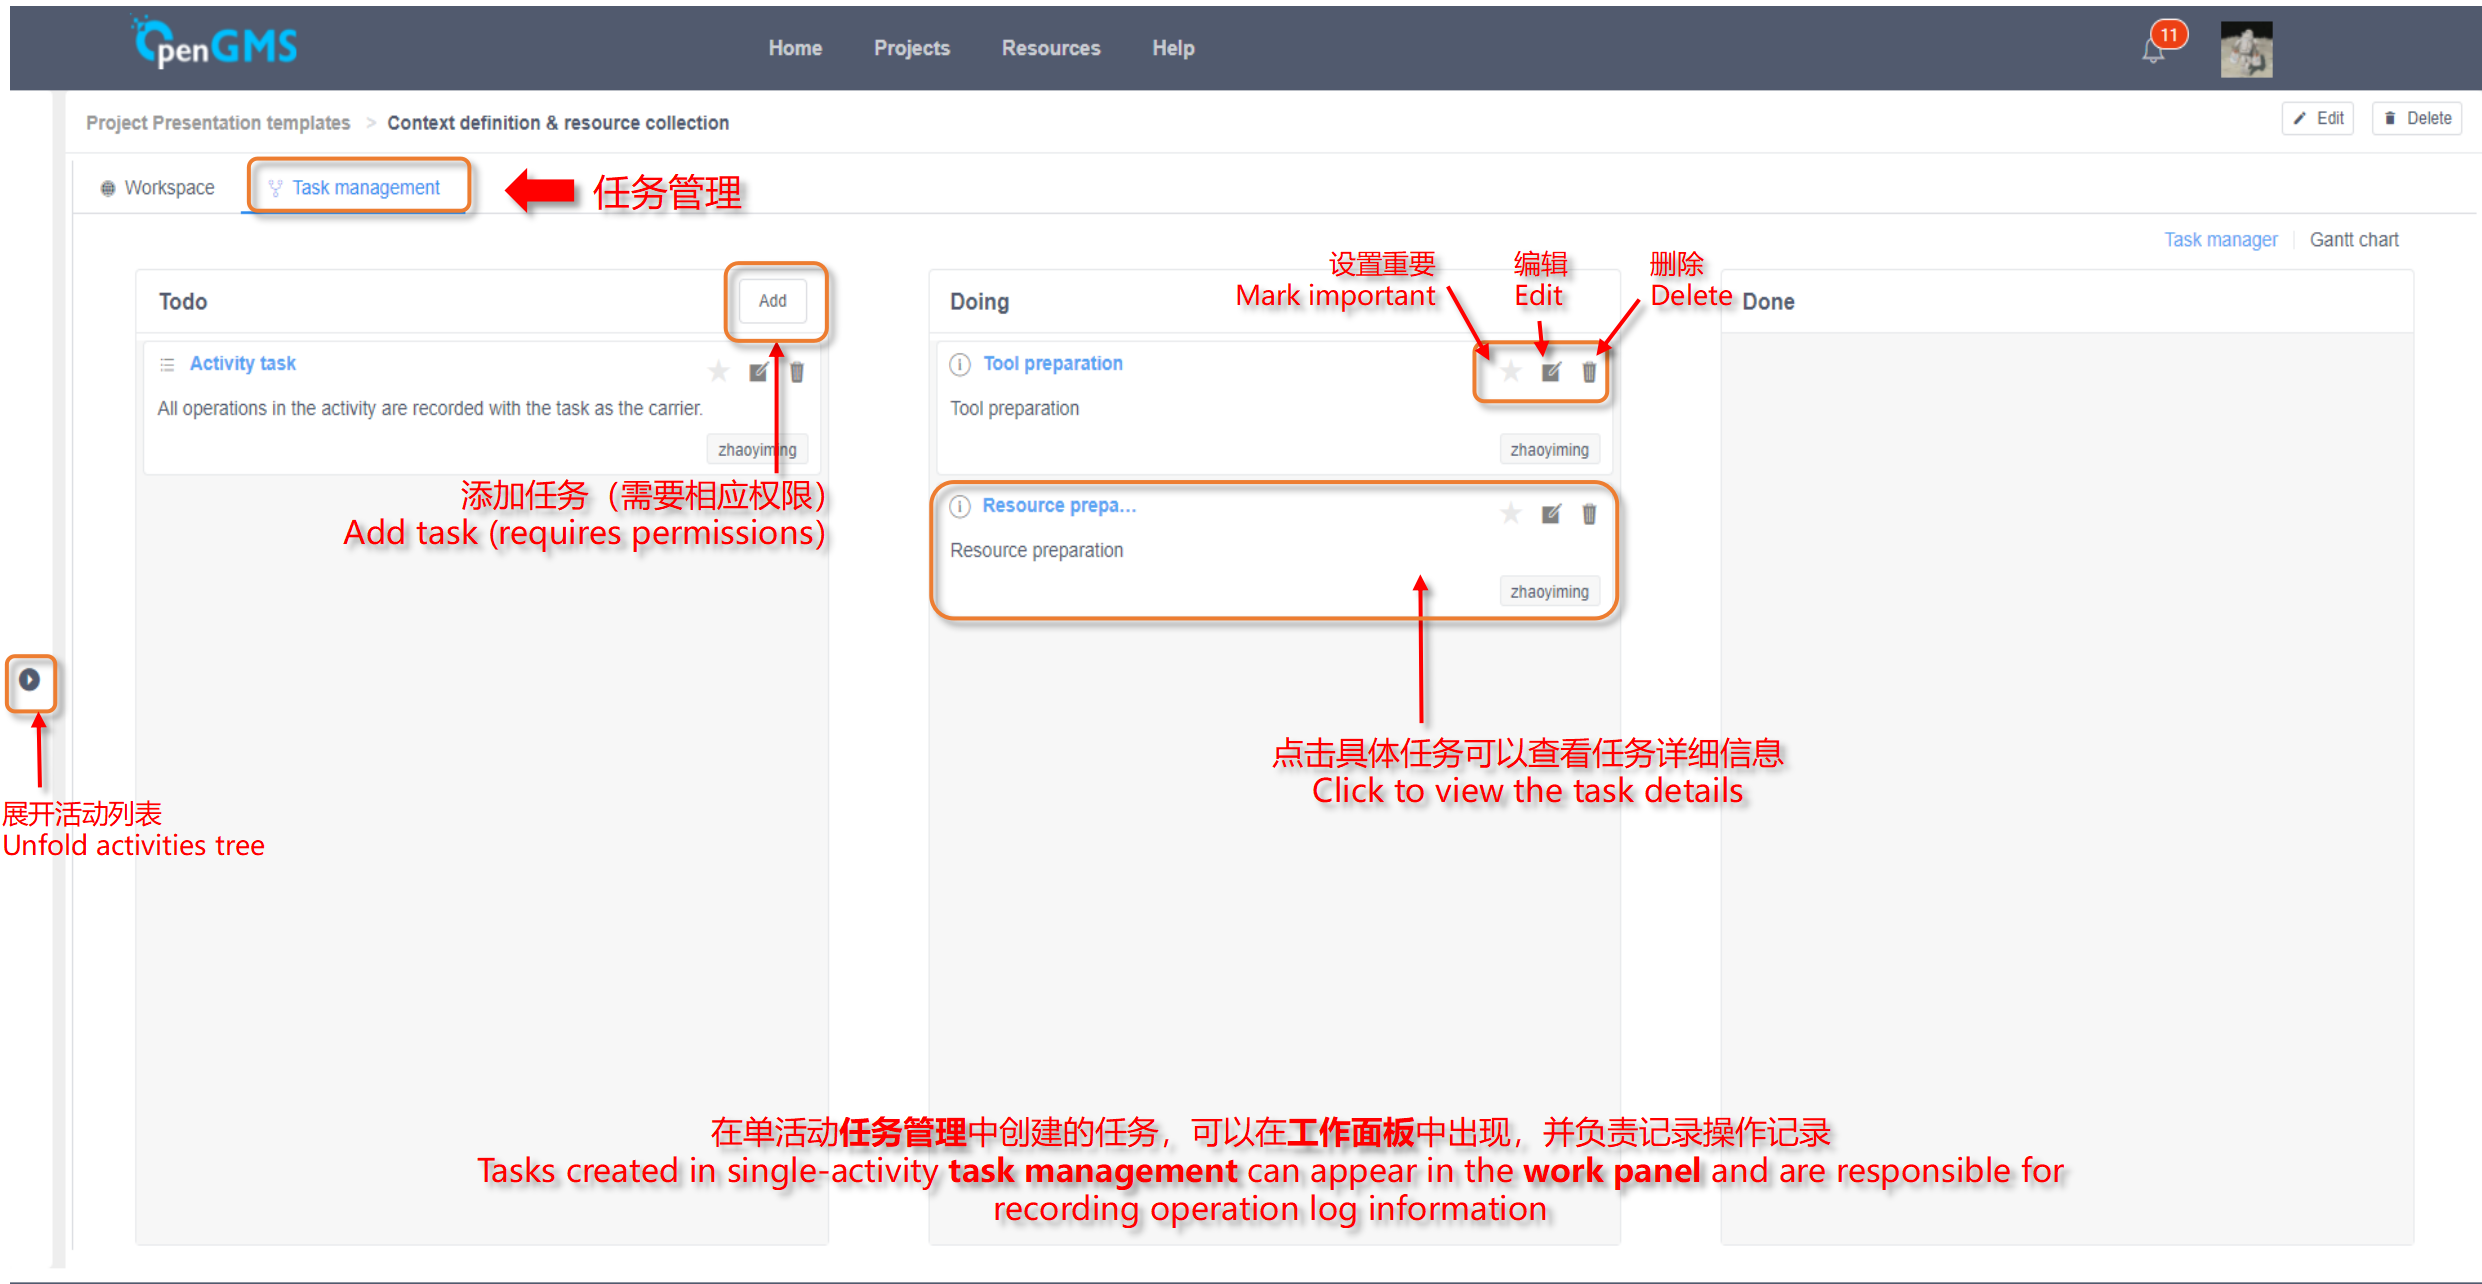 OpenGMS
Home Projects Resources Help
11
Project Presentation templates > Context definition & resource collection
Edit Delete
Workspace Task management
任务管理
Task manager Gantt chart
Todo
Add
Activity task
All operations in the activity are recorded with the task as the carrier.
zhaoyiming
添加任务（需要相应权限）
Add task (requires permissions)
Doing
设置重要
Mark important
编辑
Edit
删除
Delete
Tool preparation
Tool preparation
zhaoyiming
Resource prepa...
Resource preparation
zhaoyiming
Done
点击具体任务可以查看任务详细信息
Click to view the task details
展开活动列表
Unfold activities tree
在单活动任务管理中创建的任务，可以在工作面板中出现，并负责记录操作记录
Tasks created in single-activity task management can appear in the work panel and are responsible for
recording operation log information